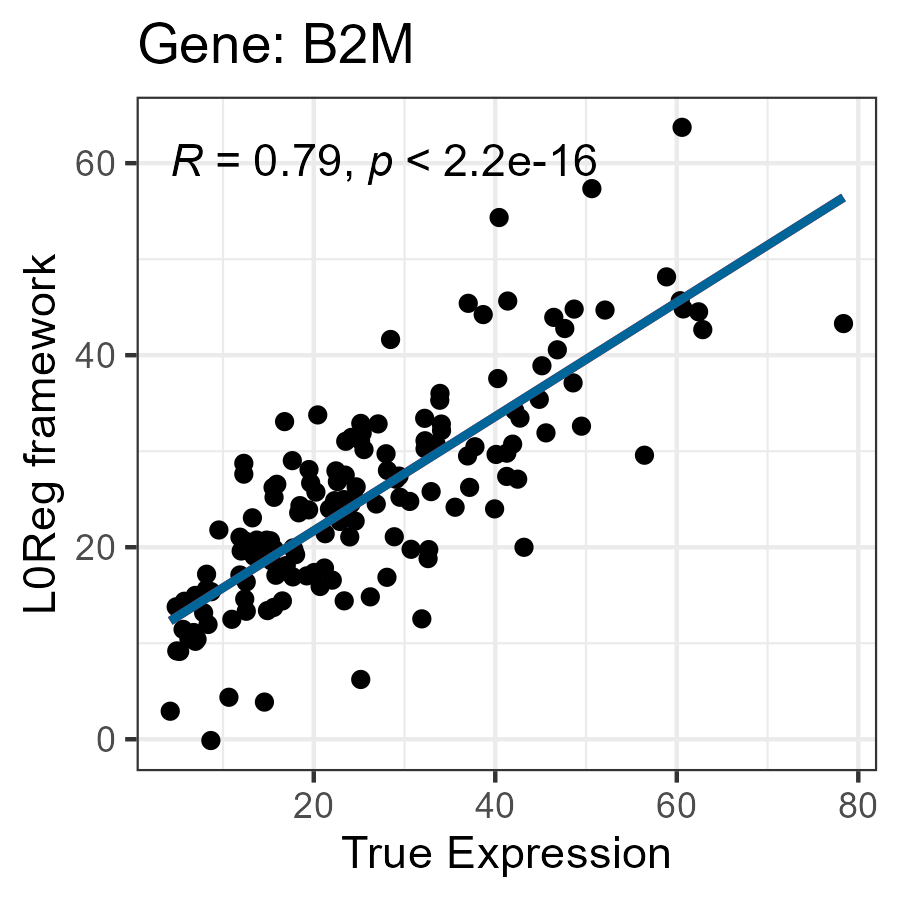 Gene: B2M
R = 0.79, p < 2.2e-16
L0Reg framework
60
40
20
0
20 40 60 80
True Expression